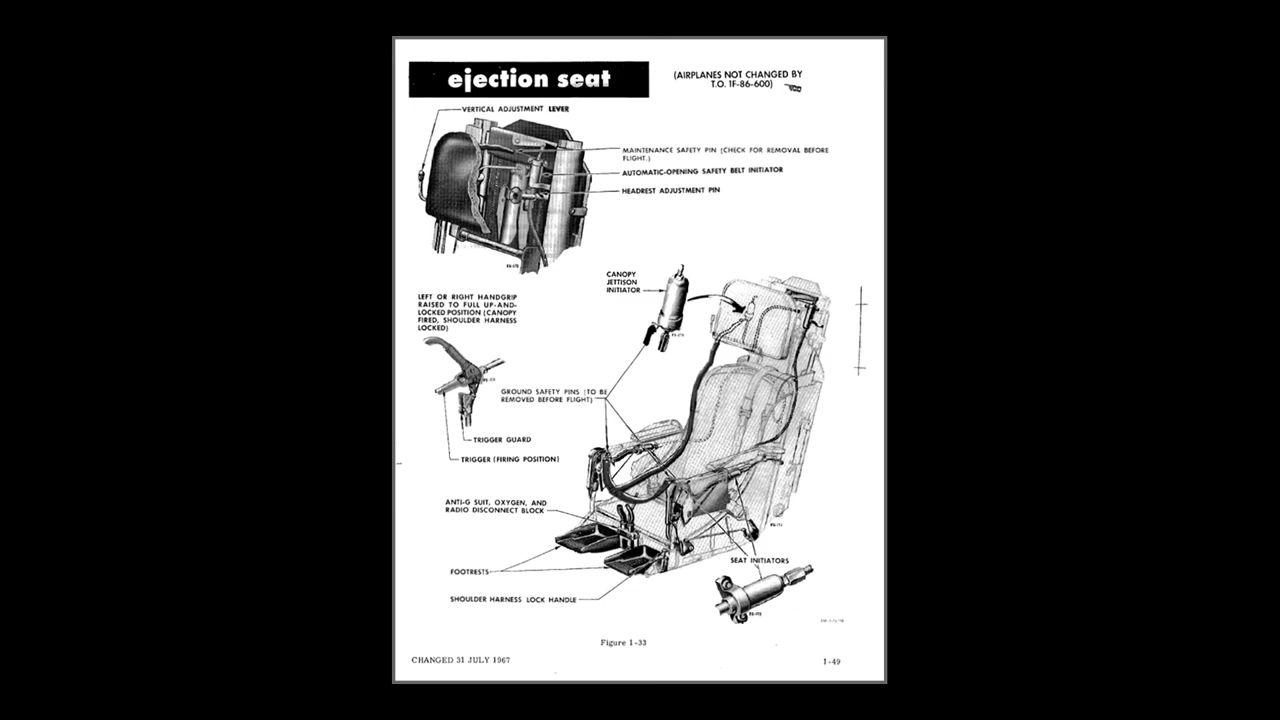 ejection seat
(AIRPLANES NOT CHANGED BY
T.O. 1F-86-600)
VERTICAL ADJUSTMENT LEVER
MAINTENANCE SAFETY PIN (CHECK FOR REMOVAL BEFORE
FLIGHT.)
AUTOMATIC-OPENING SAFETY BELT INITIATOR
HEADREST ADJUSTMENT PIN
CANOPY
JETTISON
INITIATOR
LEFT OR RIGHT HANDGRIP
RAISED TO FULL UP-AND-
LOCKED POSITION (CANOPY
FIRED, SHOULDER HARNESS
LOCKED)
GROUND SAFETY PINS (TO BE
REMOVED BEFORE FLIGHT)
TRIGGER GUARD
TRIGGER (FIRING POSITION)
ANTI-G SUIT, OXYGEN, AND
RADIO DISCONNECT BLOCK
SEAT INITIATORS
FOOTRESTS
SHOULDER HARNESS LOCK HANDLE
Figure 1-33
CHANGED 31 JULY 1967
1-49